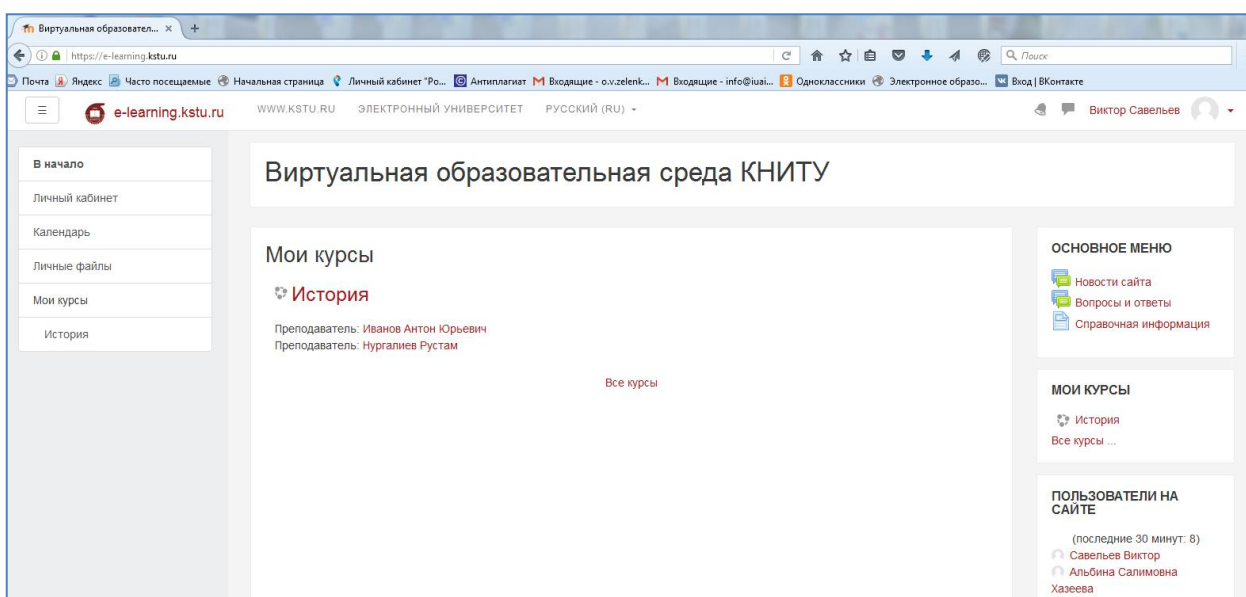 Виртуальная образовател... × +
https://e-learning.kstu.ru
Поиск
Почта Яндекс Часто посещаемые Начальная страница Личный кабинет "Ро... Антиплагиат Входящие - o.v.zelenk... Входящие - info@iuai... Одноклассники Электронное образо... Вход | ВКонтакте
e-learning.kstu.ru WWW.KSTU.RU ЭЛЕКТРОННЫЙ УНИВЕРСИТЕТ РУССКИЙ (RU) Виктор Савельев
В начало
Личный кабинет
Календарь
Личные файлы
Мои курсы
История
Виртуальная образовательная среда КНИТУ
Мои курсы
История
Преподаватель: Иванов Антон Юрьевич
Преподаватель: Нургалиев Рустам
Все курсы
ОСНОВНОЕ МЕНЮ
Новости сайта
Вопросы и ответы
Справочная информация
МОИ КУРСЫ
История
Все курсы ...
ПОЛЬЗОВАТЕЛИ НА
САЙТЕ
(последние 30 минут: 8)
Савельев Виктор
Альбина Салимовна
Хазеева